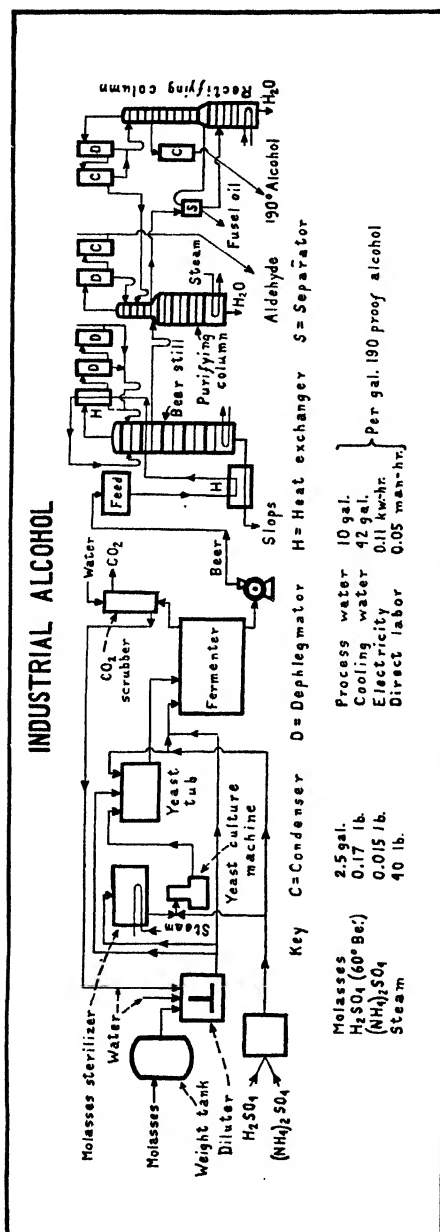 INDUSTRIAL ALCOHOL
Molasses sterilizer
Water
Molasses
Weight tank
Diluter
H₂SO₄
(NH₄)₂SO₄
Steam
Yeast culture
machine
Yeast
tub
Water
CO₂
CO₂
scrubber
Fermenter
Beer
Feed
H
Slops
H
D
D
Beer still
Purifying
column
D
C
Steam
H₂O
Aldehyde
C
D
Rectifying column
C
S
Fusel oil
190° Alcohol
H₂O
Key C=Condenser D=Dephlegmator H=Heat exchanger S=Separator
Molasses 2.5 gal. Process water 10 gal.
H₂SO₄ (60° Bé.) 0.17 lb. Cooling water 42 gal.
(NH₄)₂SO₄ 0.015 lb. Electricity 0.11 kw.-hr.
Steam 40 lb. Direct labor 0.05 man-hr.
Per gal. 190 proof alcohol